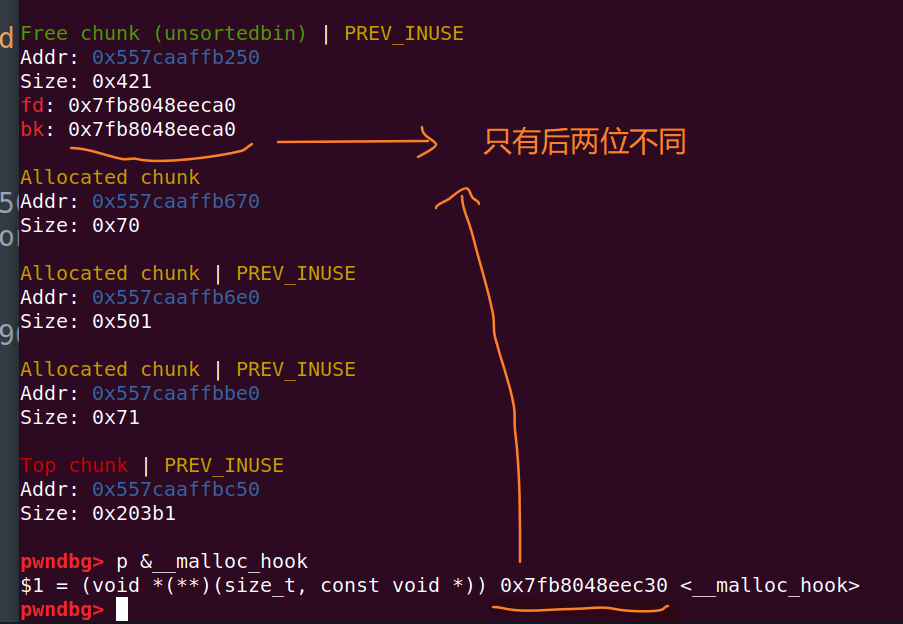 d
Free chunk (unsortedbin) | PREV_INUSE
Addr: 0x557caaffb250
Size: 0x421
fd: 0x7fb8048eeca0
bk: 0x7fb8048eeca0
只有后两位不同
Allocated chunk
5
Addr: 0x557caaffb670
Size: 0x70
Allocated chunk | PREV_INUSE
Addr: 0x557caaffb6e0
Size: 0x501
9
Allocated chunk | PREV_INUSE
Addr: 0x557caaffbbe0
Size: 0x71
Top chunk | PREV_INUSE
Addr: 0x557caaffbc50
Size: 0x203b1
pwndbg> p &__malloc_hook
$1 = (void *(**)(size_t, const void *)) 0x7fb8048eec30 <__malloc_hook>
pwndbg>